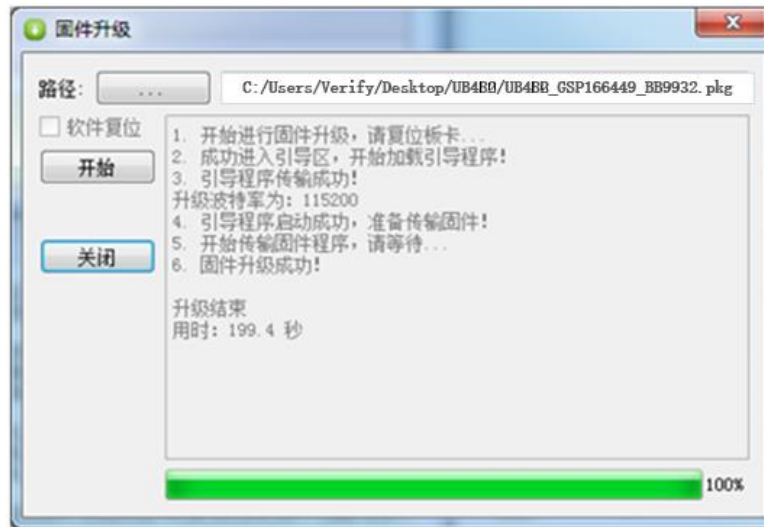 固件升级
路径: ... C:/Users/Verify/Desktop/UB4B0/UB4B0_GSP166449_BB9932.pkg
软件复位
开始
关闭
1. 开始进行固件升级，请复位板卡...
2. 成功进入引导区，开始加载引导程序!
3. 引导程序传输成功!
升级波特率为: 115200
4. 引导程序启动成功，准备传输固件!
5. 开始传输固件程序，请等待...
6. 固件升级成功!
升级结束
用时: 199.4 秒
100%